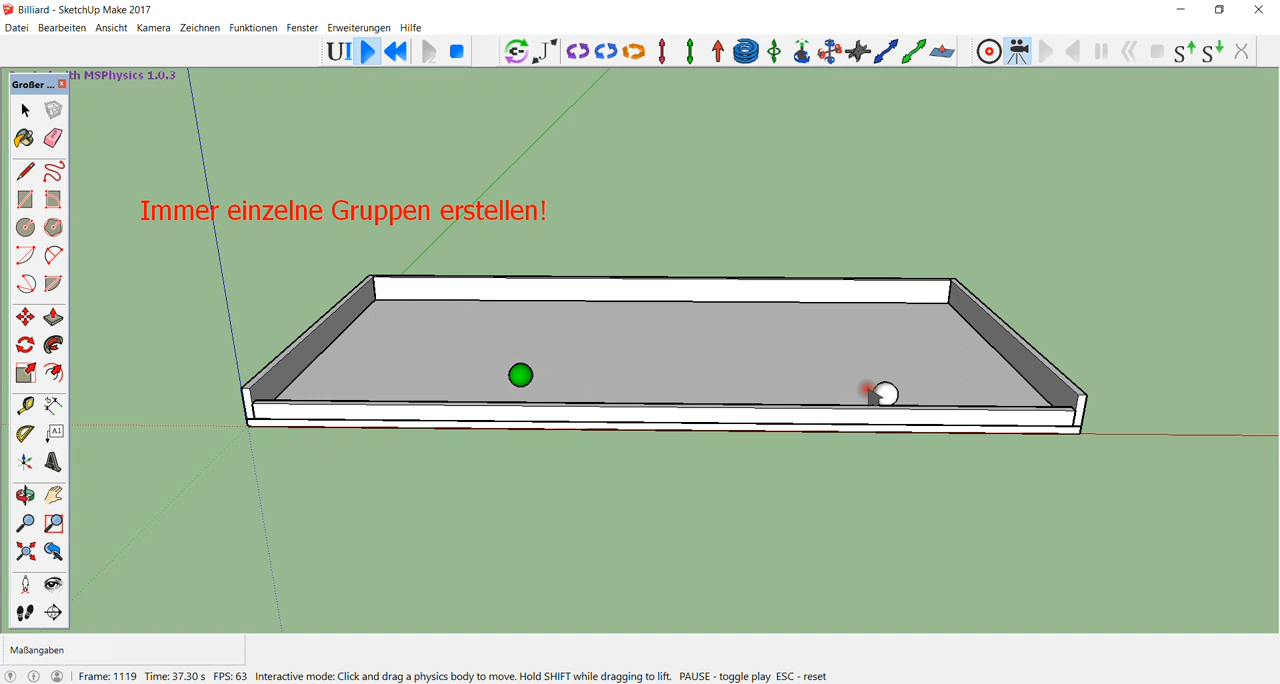 Billiard - SketchUp Make 2017
Datei Bearbeiten Ansicht Kamera Zeichnen Funktionen Fenster Erweiterungen Hilfe
UI
th MSPhysics 1.0.3
Großer ...
Immer einzelne Gruppen erstellen!
Maßangaben
Frame: 1119 Time: 37.30 s FPS: 63 Interactive mode: Click and drag a physics body to move. Hold SHIFT while dragging to lift. PAUSE - toggle play ESC - reset